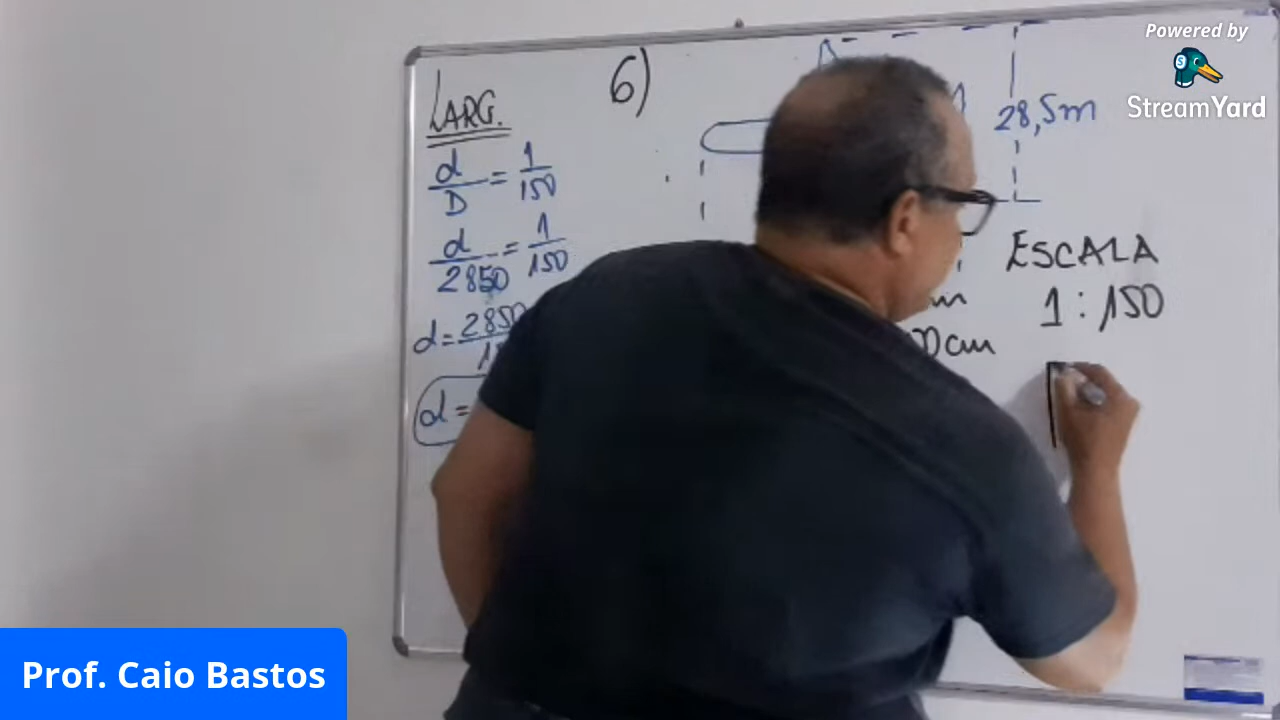 Powered by
StreamYard
LARG.
6)
28,5m
d/D = 1/150
d/2850 = 1/150
d = 2850
d =
ESCALA
1 : 150
cm
Prof. Caio Bastos